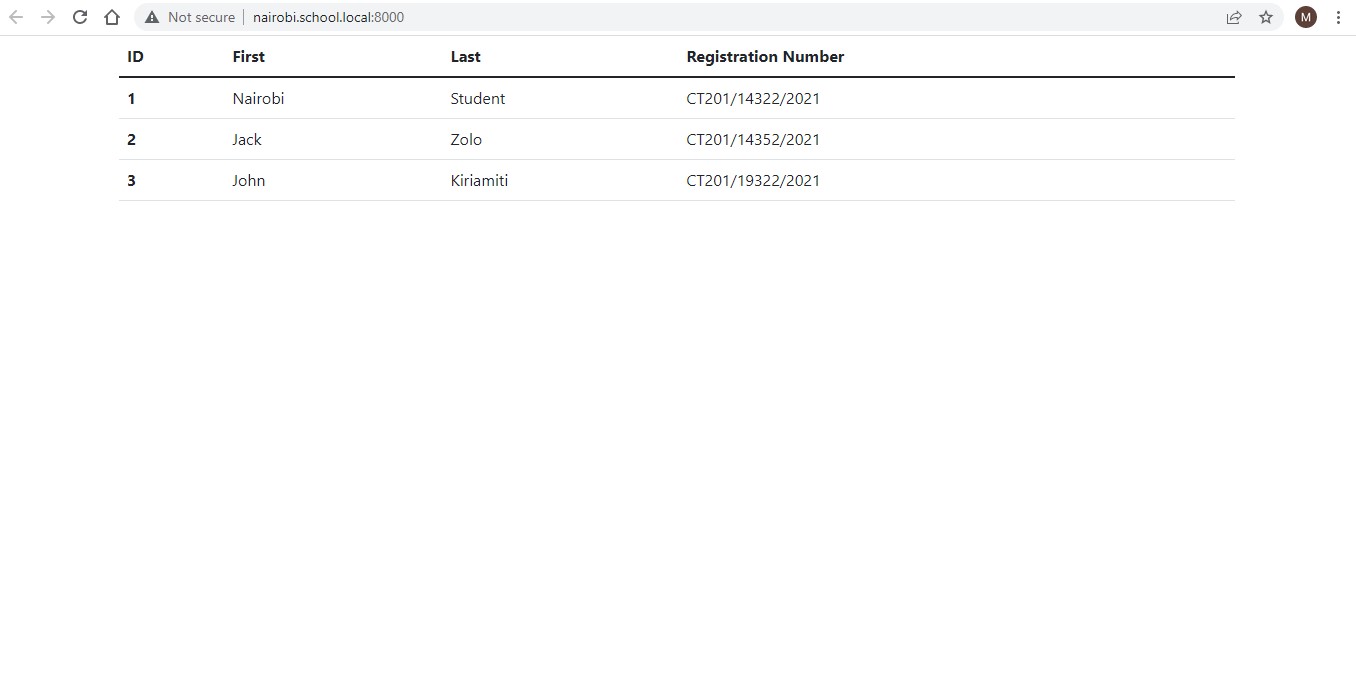 Not secure nairobi.school.local:8000 M
ID First Last Registration Number
1 Nairobi Student CT201/14322/2021
2 Jack Zolo CT201/14352/2021
3 John Kiriamiti CT201/19322/2021